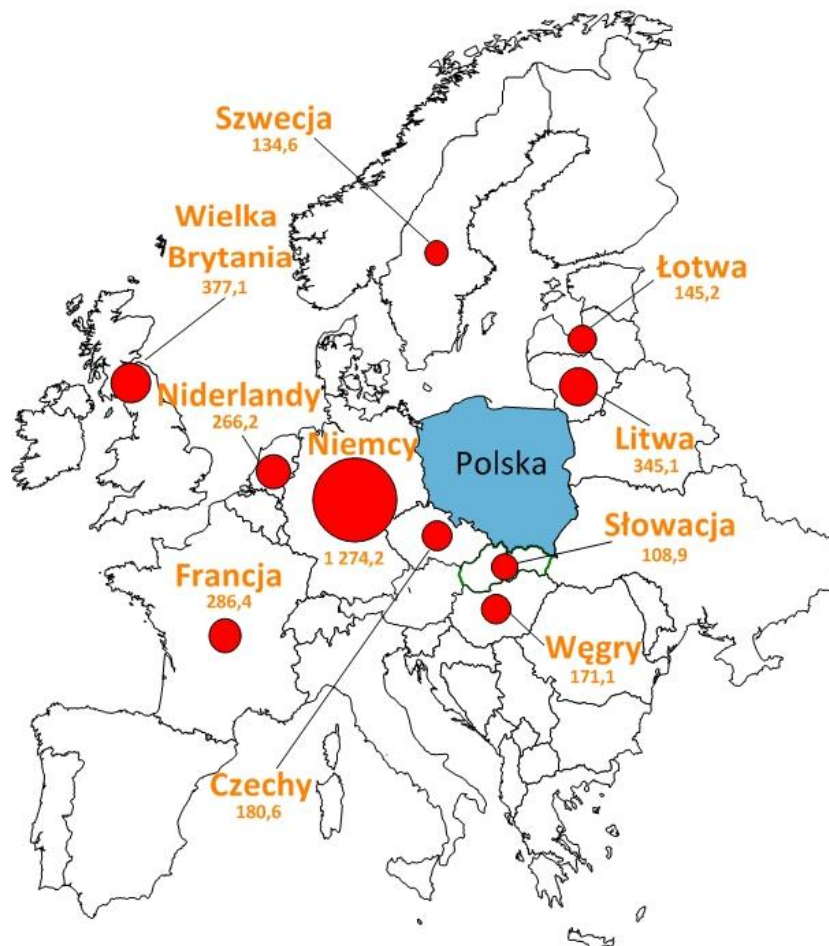 Szwecja
134,6
Wielka
Brytania
377,1
Łotwa
145,2
Niderlandy
266,2
Niemcy
1 274,2
Polska
Litwa
345,1
Słowacja
108,9
Francja
286,4
Węgry
171,1
Czechy
180,6